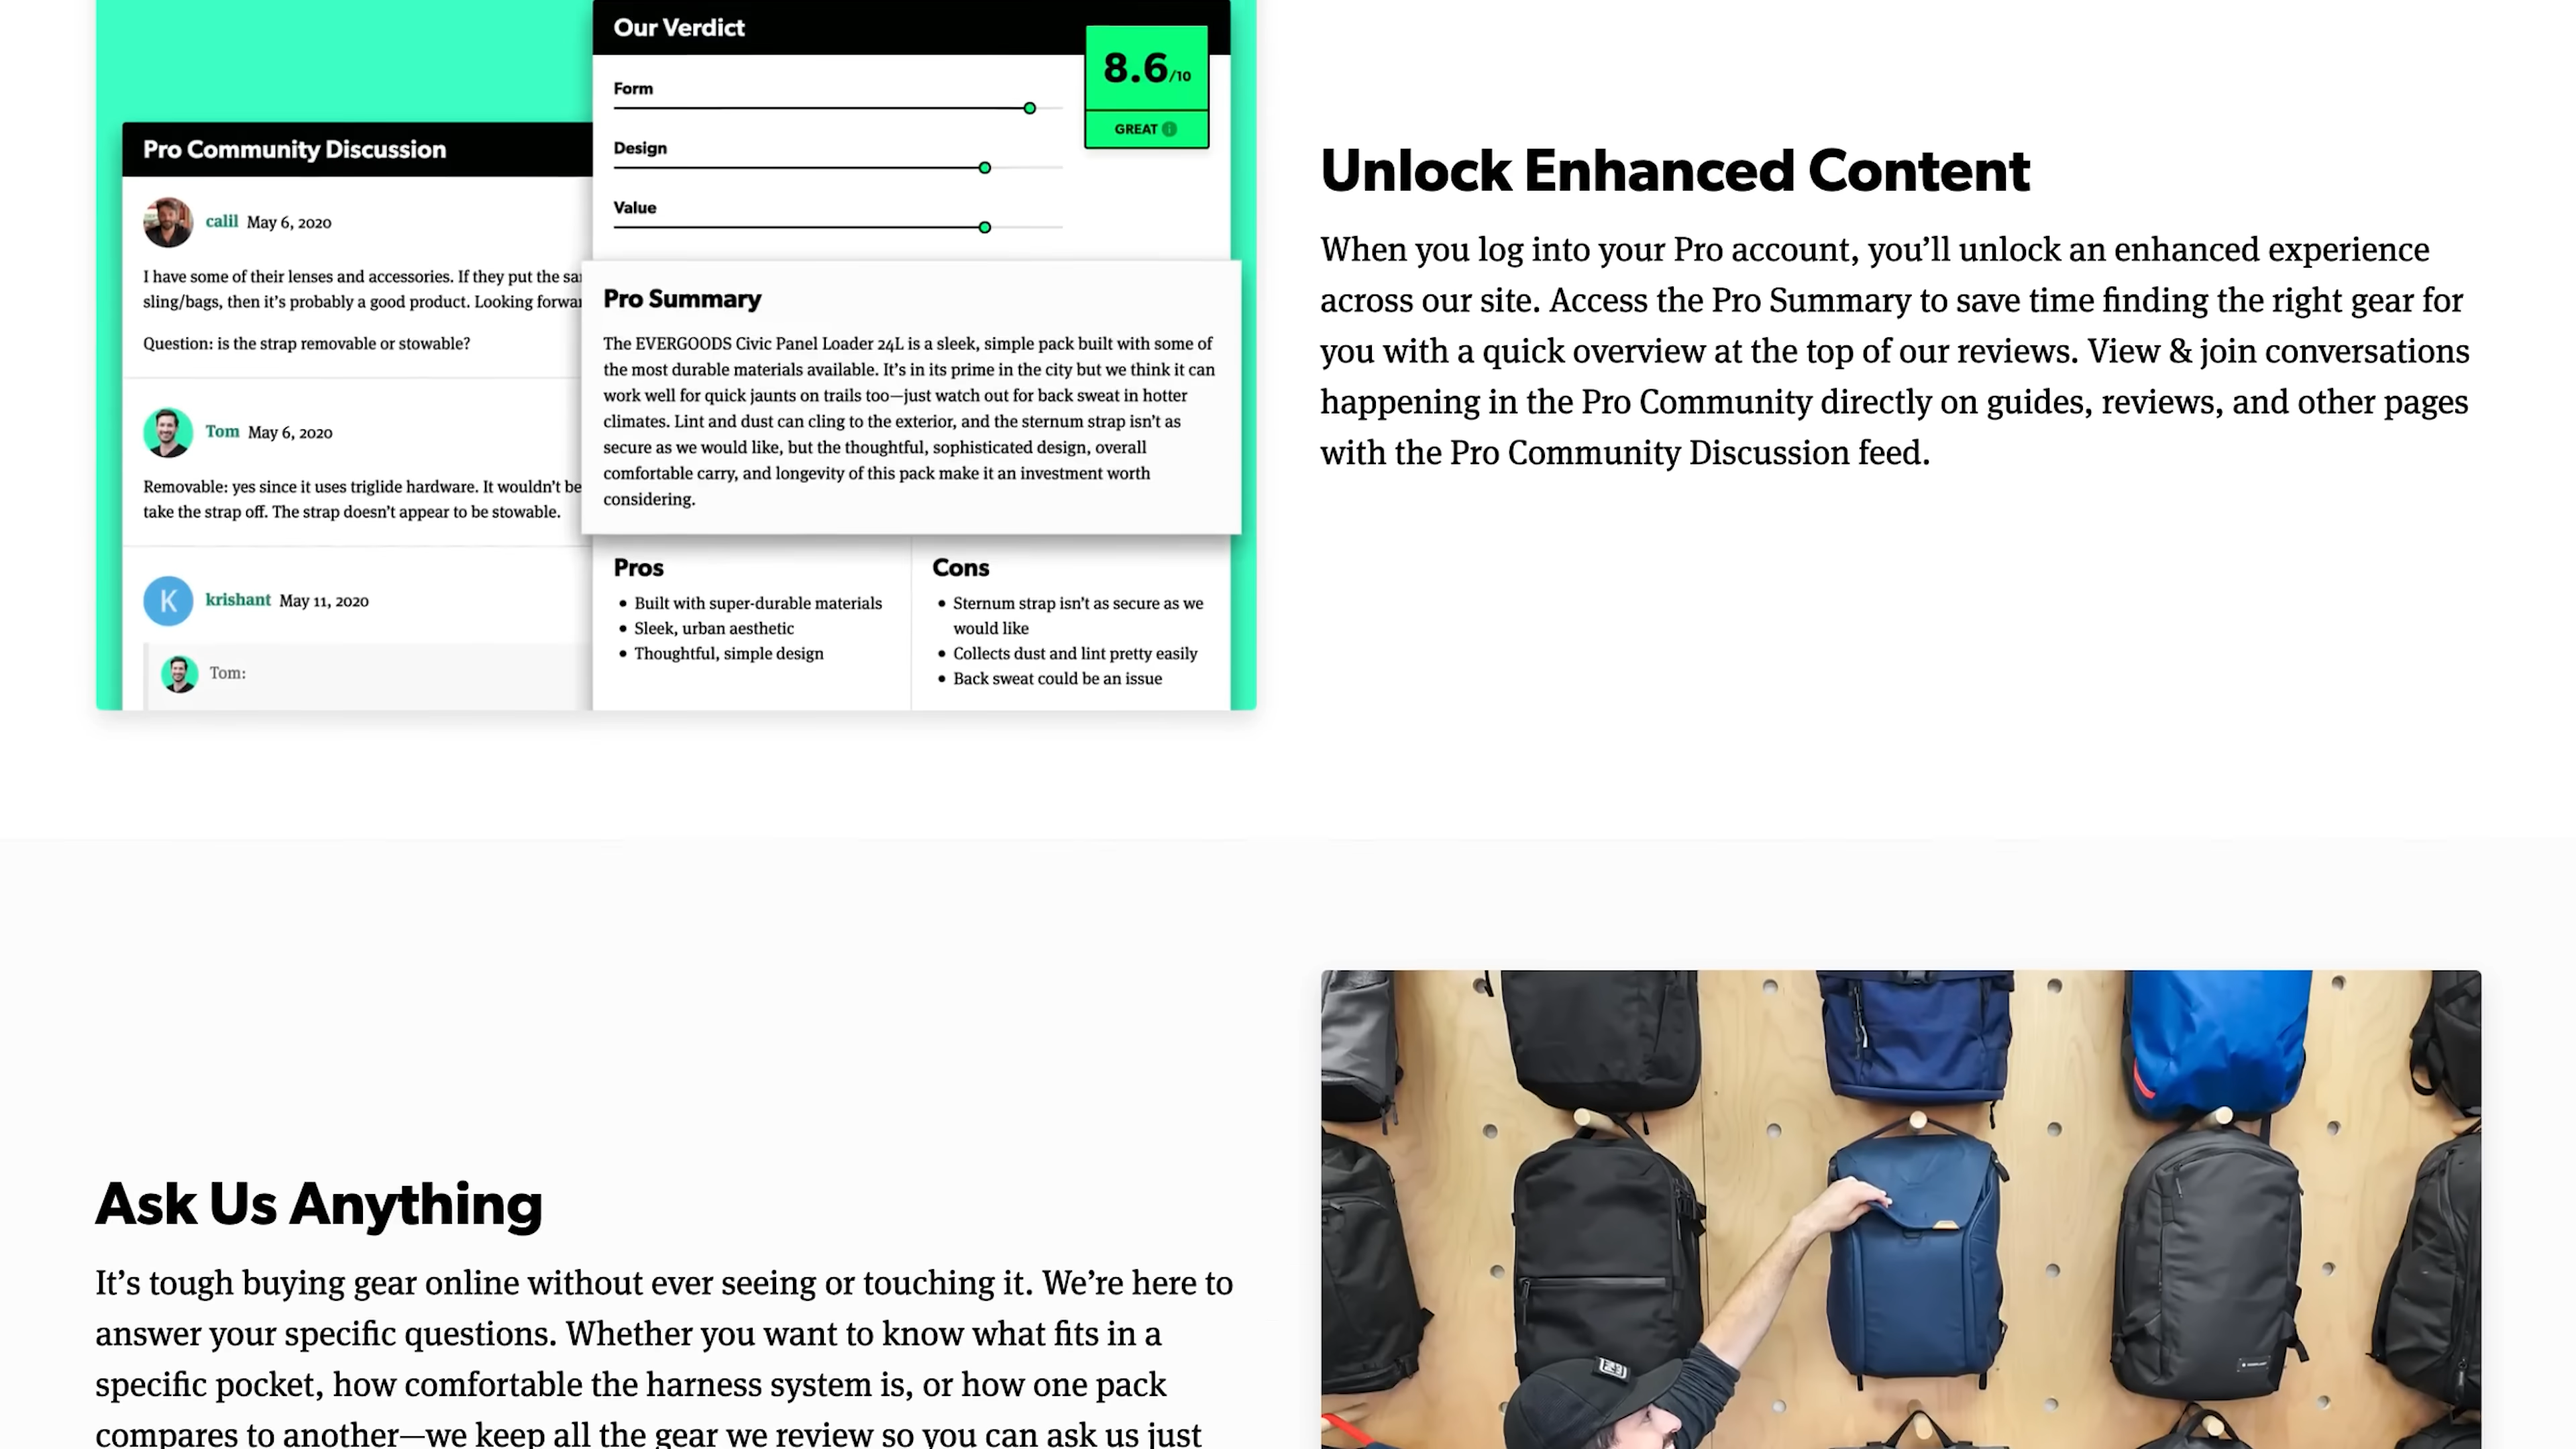 Our Verdict
8.6/10
GREAT
Form
Design
Value
Pro Community Discussion
calil May 6, 2020
I have some of their lenses and accessories. If they put the
sling/bags, then it's probably a good product. Looking
Question: is the strap removable or stowable?
Tom May 6, 2020
Removable: yes since it uses triglide hardware. It wouldn't be
take the strap off. The strap doesn't appear to be stowable.
K
krishant May 11, 2020
Tom:
Pro Summary
The EVERGOODS Civic Panel Loader 24L is a sleek, simple pack built with some of
the most durable materials available. It's in its prime in the city but we think it can
work well for quick jaunts on trails too—just watch out for back sweat in hotter
climates. Lint and dust can cling to the exterior, and the sternum strap isn't as
secure as we would like, but the thoughtful, sophisticated design, overall
comfortable carry, and longevity of this pack make it an investment worth
considering.
Pros
• Built with super-durable materials
• Sleek, urban aesthetic
• Thoughtful, simple design
Cons
• Sternum strap isn't as secure as we
would like
• Collects dust and lint pretty easily
• Back sweat could be an issue
Unlock Enhanced Content
When you log into your Pro account, you'll unlock an enhanced experience
across our site. Access the Pro Summary to save time finding the right gear for
you with a quick overview at the top of our reviews. View & join conversations
happening in the Pro Community directly on guides, reviews, and other pages
with the Pro Community Discussion feed.
Ask Us Anything
It's tough buying gear online without ever seeing or touching it. We're here to
answer your specific questions. Whether you want to know what fits in a
specific pocket, how comfortable the harness system is, or how one pack
compares to another—we keep all the gear we review so you can ask us just